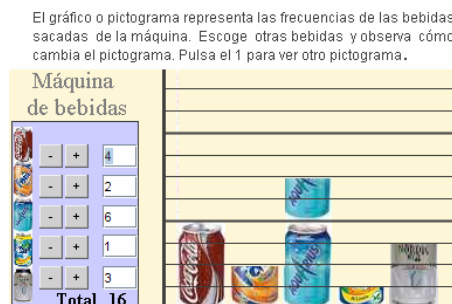 El gráfico o pictograma representa las frecuencias de las bebidas
sacadas de la máquina. Escoge otras bebidas y observa cómo
cambia el pictograma. Pulsa el 1 para ver otro pictograma.
Máquina
de bebidas
- + 4
- + 2
- + 6
- + 1
- + 3
Total 16
Coca-Cola